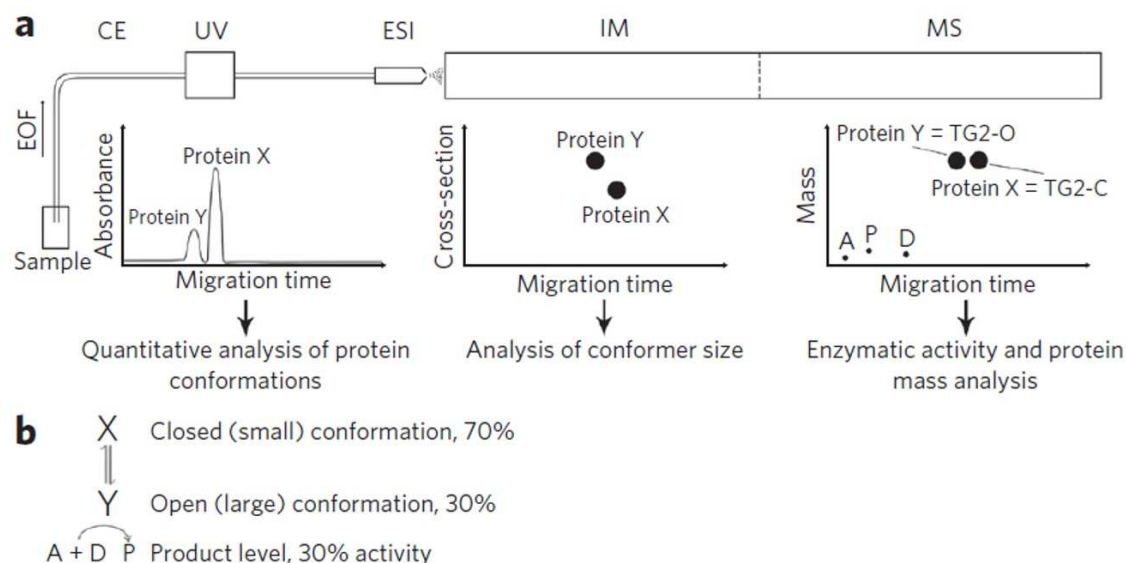 a
CE UV ESI IM MS
EOF
Sample
Absorbance
Protein X
Protein Y
Migration time
Quantitative analysis of protein
conformations
Cross-section
Protein Y
Protein X
Migration time
Analysis of conformer size
Mass
Protein Y = TG2-O
Protein X = TG2-C
A P D
Migration time
Enzymatic activity and protein
mass analysis
b
X Closed (small) conformation, 70%
Y Open (large) conformation, 30%
A + D P Product level, 30% activity